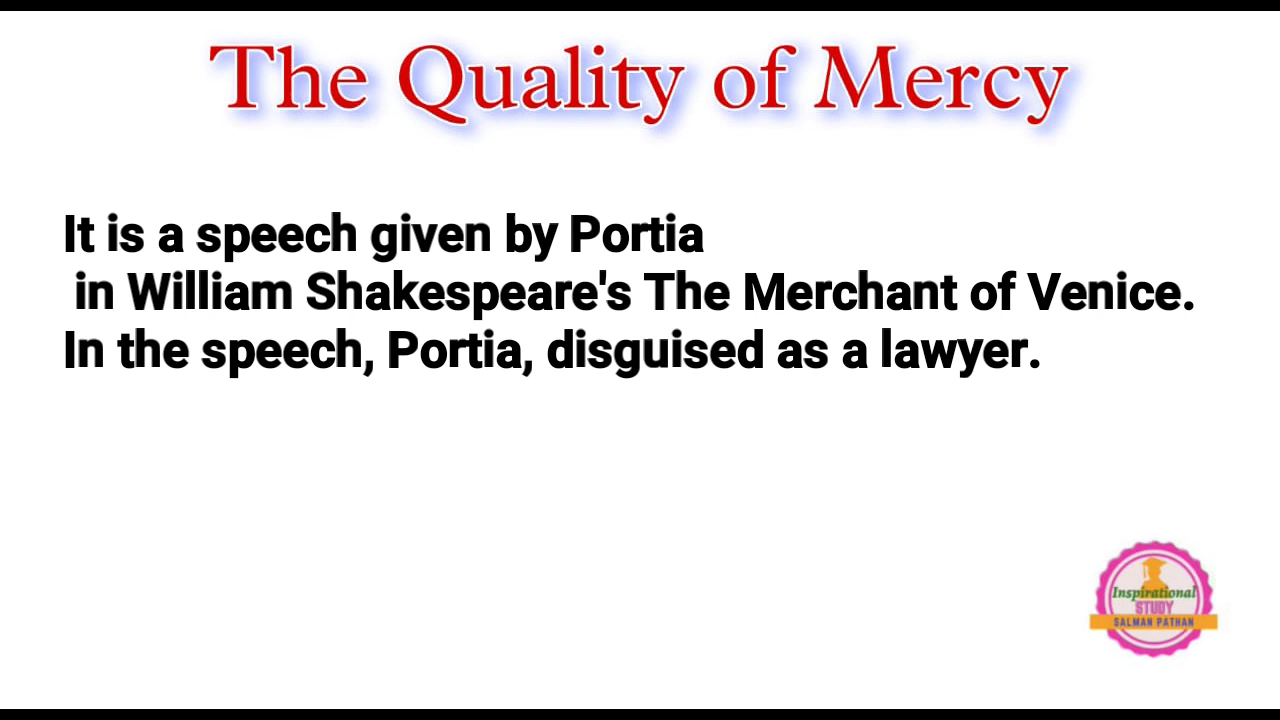 The Quality of Mercy
It is a speech given by Portia
in William Shakespeare's The Merchant of Venice.
In the speech, Portia, disguised as a lawyer.
Inspirational
STUDY
SALMAN PATHAN